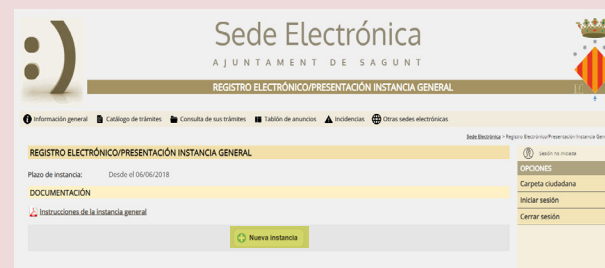 Sede Electrónica
AJUNTAMENT DE SAGUNT
REGISTRO ELECTRÓNICO/PRESENTACIÓN INSTANCIA GENERAL
Información general Catálogo de trámites Consulta de sus trámites Tablón de anuncios Incidencias Otras sedes electrónicas
Sede Electrónica > Registro Electrónico/Presentación Instancia Gen
REGISTRO ELECTRÓNICO/PRESENTACIÓN INSTANCIA GENERAL
Plazo de instancia: Desde el 06/06/2018
DOCUMENTACIÓN
Instrucciones de la instancia general
Nueva instancia
Sesión no iniciada
OPCIONES
Carpeta ciudadana
Iniciar sesión
Cerrar sesión